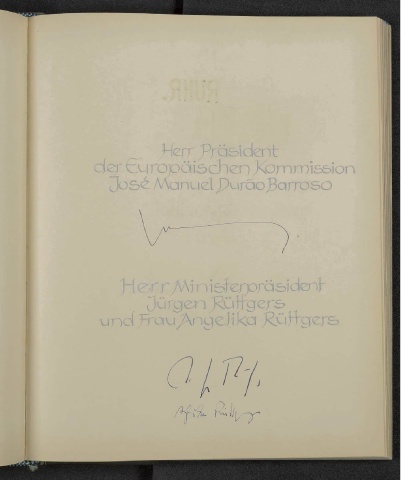 Herr Präsident
der Europäischen Kommission
José Manuel Durão Barroso
Herr Ministerpräsident
Jürgen Rüttgers
und Frau Angelika Rüttgers